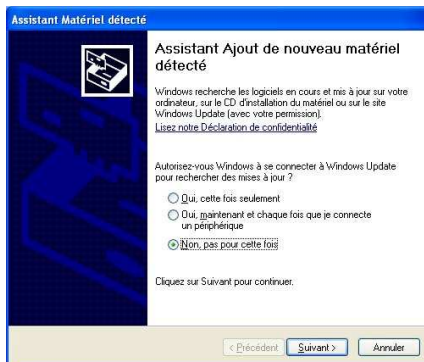 Assistant Matériel détecté
Assistant Ajout de nouveau matériel
détecté
Windows recherche les logiciels en cours et mis à jour sur votre
ordinateur, sur le CD d'installation du matériel ou sur le site
Windows Update (avec votre permission).
Lisez notre Déclaration de confidentialité
Autorisez-vous Windows à se connecter à Windows Update
pour rechercher des mises à jour ?
Oui, cette fois seulement
Oui, maintenant et chaque fois que je connecte
un périphérique
Non, pas pour cette fois
Cliquez sur Suivant pour continuer.
< Précédent Suivant > Annuler